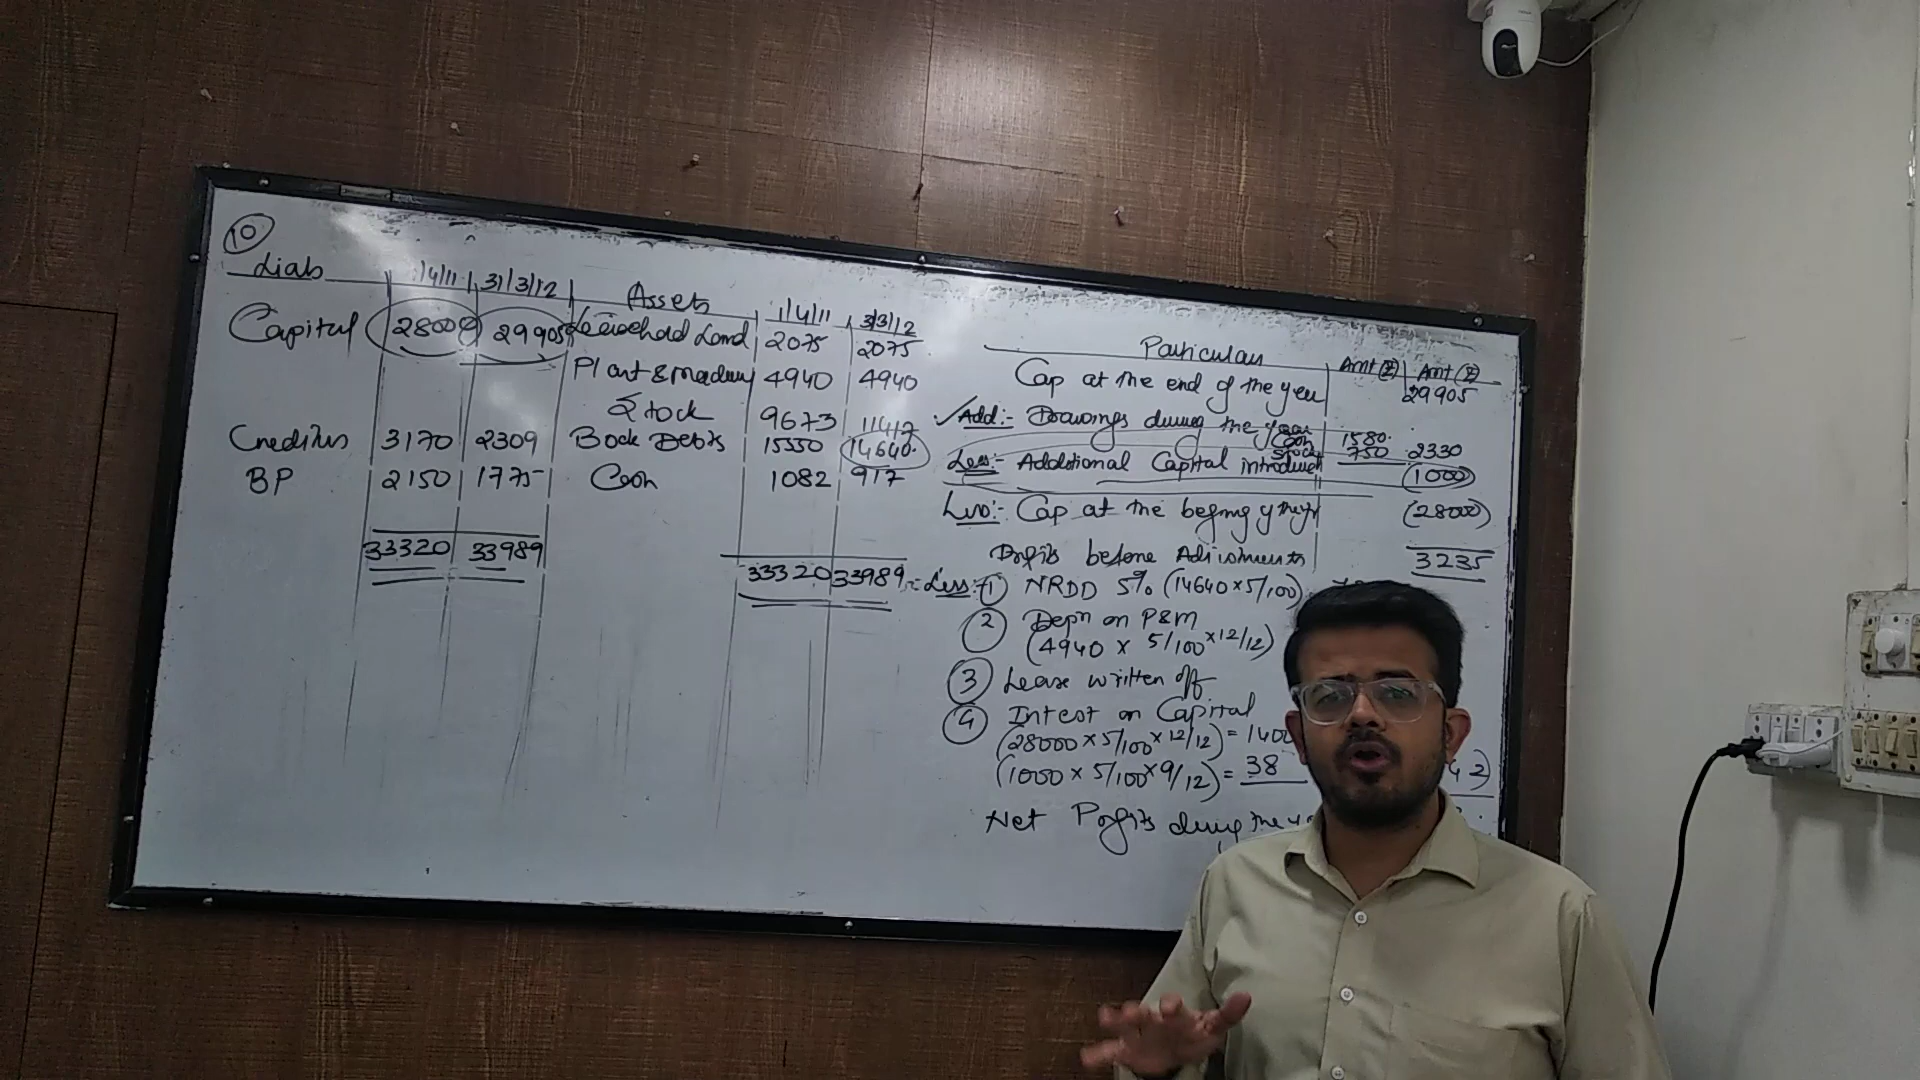 10
Liab 1/4/11 31/3/12 Assets 1/4/11 31/3/12
Capital 28000 29905 Leasehold Land 2075 2075
Plant & Machinery 4940 4940
Stock 9673 11417
Creditors 3170 2309 Book Debts 15550 14640
BP 2150 1775 Cash 1082 917
33320 33989 33320 33989
Particulars Amt (₹) Amt (₹)
Cap at the end of the year 29905
Add:- Drawings during the year
Cash 1580
Stock 750 2330
Less:- Additional Capital introduced (1000)
Less:- Cap at the begining of the yr (28000)
Profits before Adjustments 3235
Less:- 1 NRDD 5% (14640 × 5/100)
2 Depn on P&M
(4940 × 5/100 × 12/12)
3 Lease written off
4 Interest on Capital
(28000 × 5/100 × 12/12) = 1400
(1000 × 5/100 × 9/12) = 38
Net Profits during the